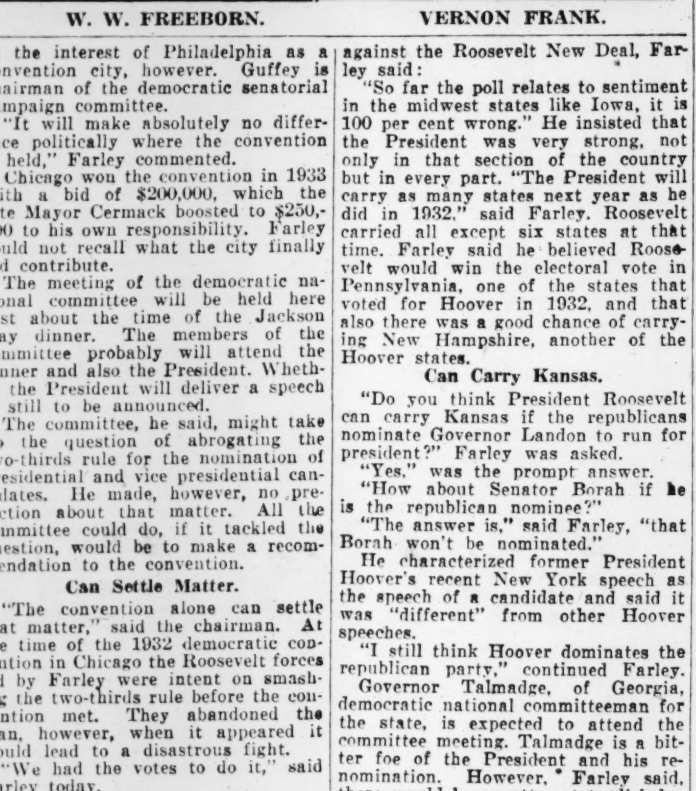 W. W. FREEBORN.
the interest of Philadelphia as a
nvention city, however. Guffey is
airman of the democratic senatorial
mpaign committee.
"It will make absolutely no differ-
ce politically where the convention
held," Farley commented.
Chicago won the convention in 1933
ith a bid of $200,000, which the
te Mayor Cermack boosted to $250,-
00 to his own responsibility. Farley
uld not recall what the city finally
d contribute.
The meeting of the democratic na-
onal committee will be held here
st about the time of the Jackson
ay dinner. The members of the
mmittee probably will attend the
nner and also the President. Wheth-
the President will deliver a speech
still to be announced.
The committee, he said, might take
the question of abrogating the
vo-thirds rule for the nomination of
esidential and vice presidential can-
dates. He made, however, no pre-
ction about that matter. All the
mmittee could do, if it tackled the
estion, would be to make a recom-
endation to the convention.
Can Settle Matter.
"The convention alone can settle
at matter," said the chairman. At
e time of the 1932 democratic con-
ntion in Chicago the Roosevelt forces
d by Farley were intent on smash-
g the two-thirds rule before the con-
ntion met. They abandoned the
an, however, when it appeared it
ould lead to a disastrous fight.
"We had the votes to do it," said
arley today.
VERNON FRANK.
against the Roosevelt New Deal, Far-
ley said:
"So far the poll relates to sentiment
in the midwest states like Iowa, it is
100 per cent wrong." He insisted that
the President was very strong, not
only in that section of the country
but in every part. "The President will
carry as many states next year as he
did in 1932," said Farley. Roosevelt
carried all except six states at that
time. Farley said he believed Roose-
velt would win the electoral vote in
Pennsylvania, one of the states that
voted for Hoover in 1932, and that
also there was a good chance of carry-
ing New Hampshire, another of the
Hoover states.
Can Carry Kansas.
"Do you think President Roosevelt
can carry Kansas if the republicans
nominate Governor Landon to run for
president?" Farley was asked.
"Yes," was the prompt answer.
"How about Senator Borah if he
is the republican nominee?"
"The answer is," said Farley, "that
Borah won't be nominated."
He characterized former President
Hoover's recent New York speech as
the speech of a candidate and said it
was "different" from other Hoover
speeches.
"I still think Hoover dominates the
republican party," continued Farley.
Governor Talmadge, of Georgia,
democratic national committeeman for
the state, is expected to attend the
committee meeting. Talmadge is a bit-
ter foe of the President and his re-
nomination. However, Farley said,